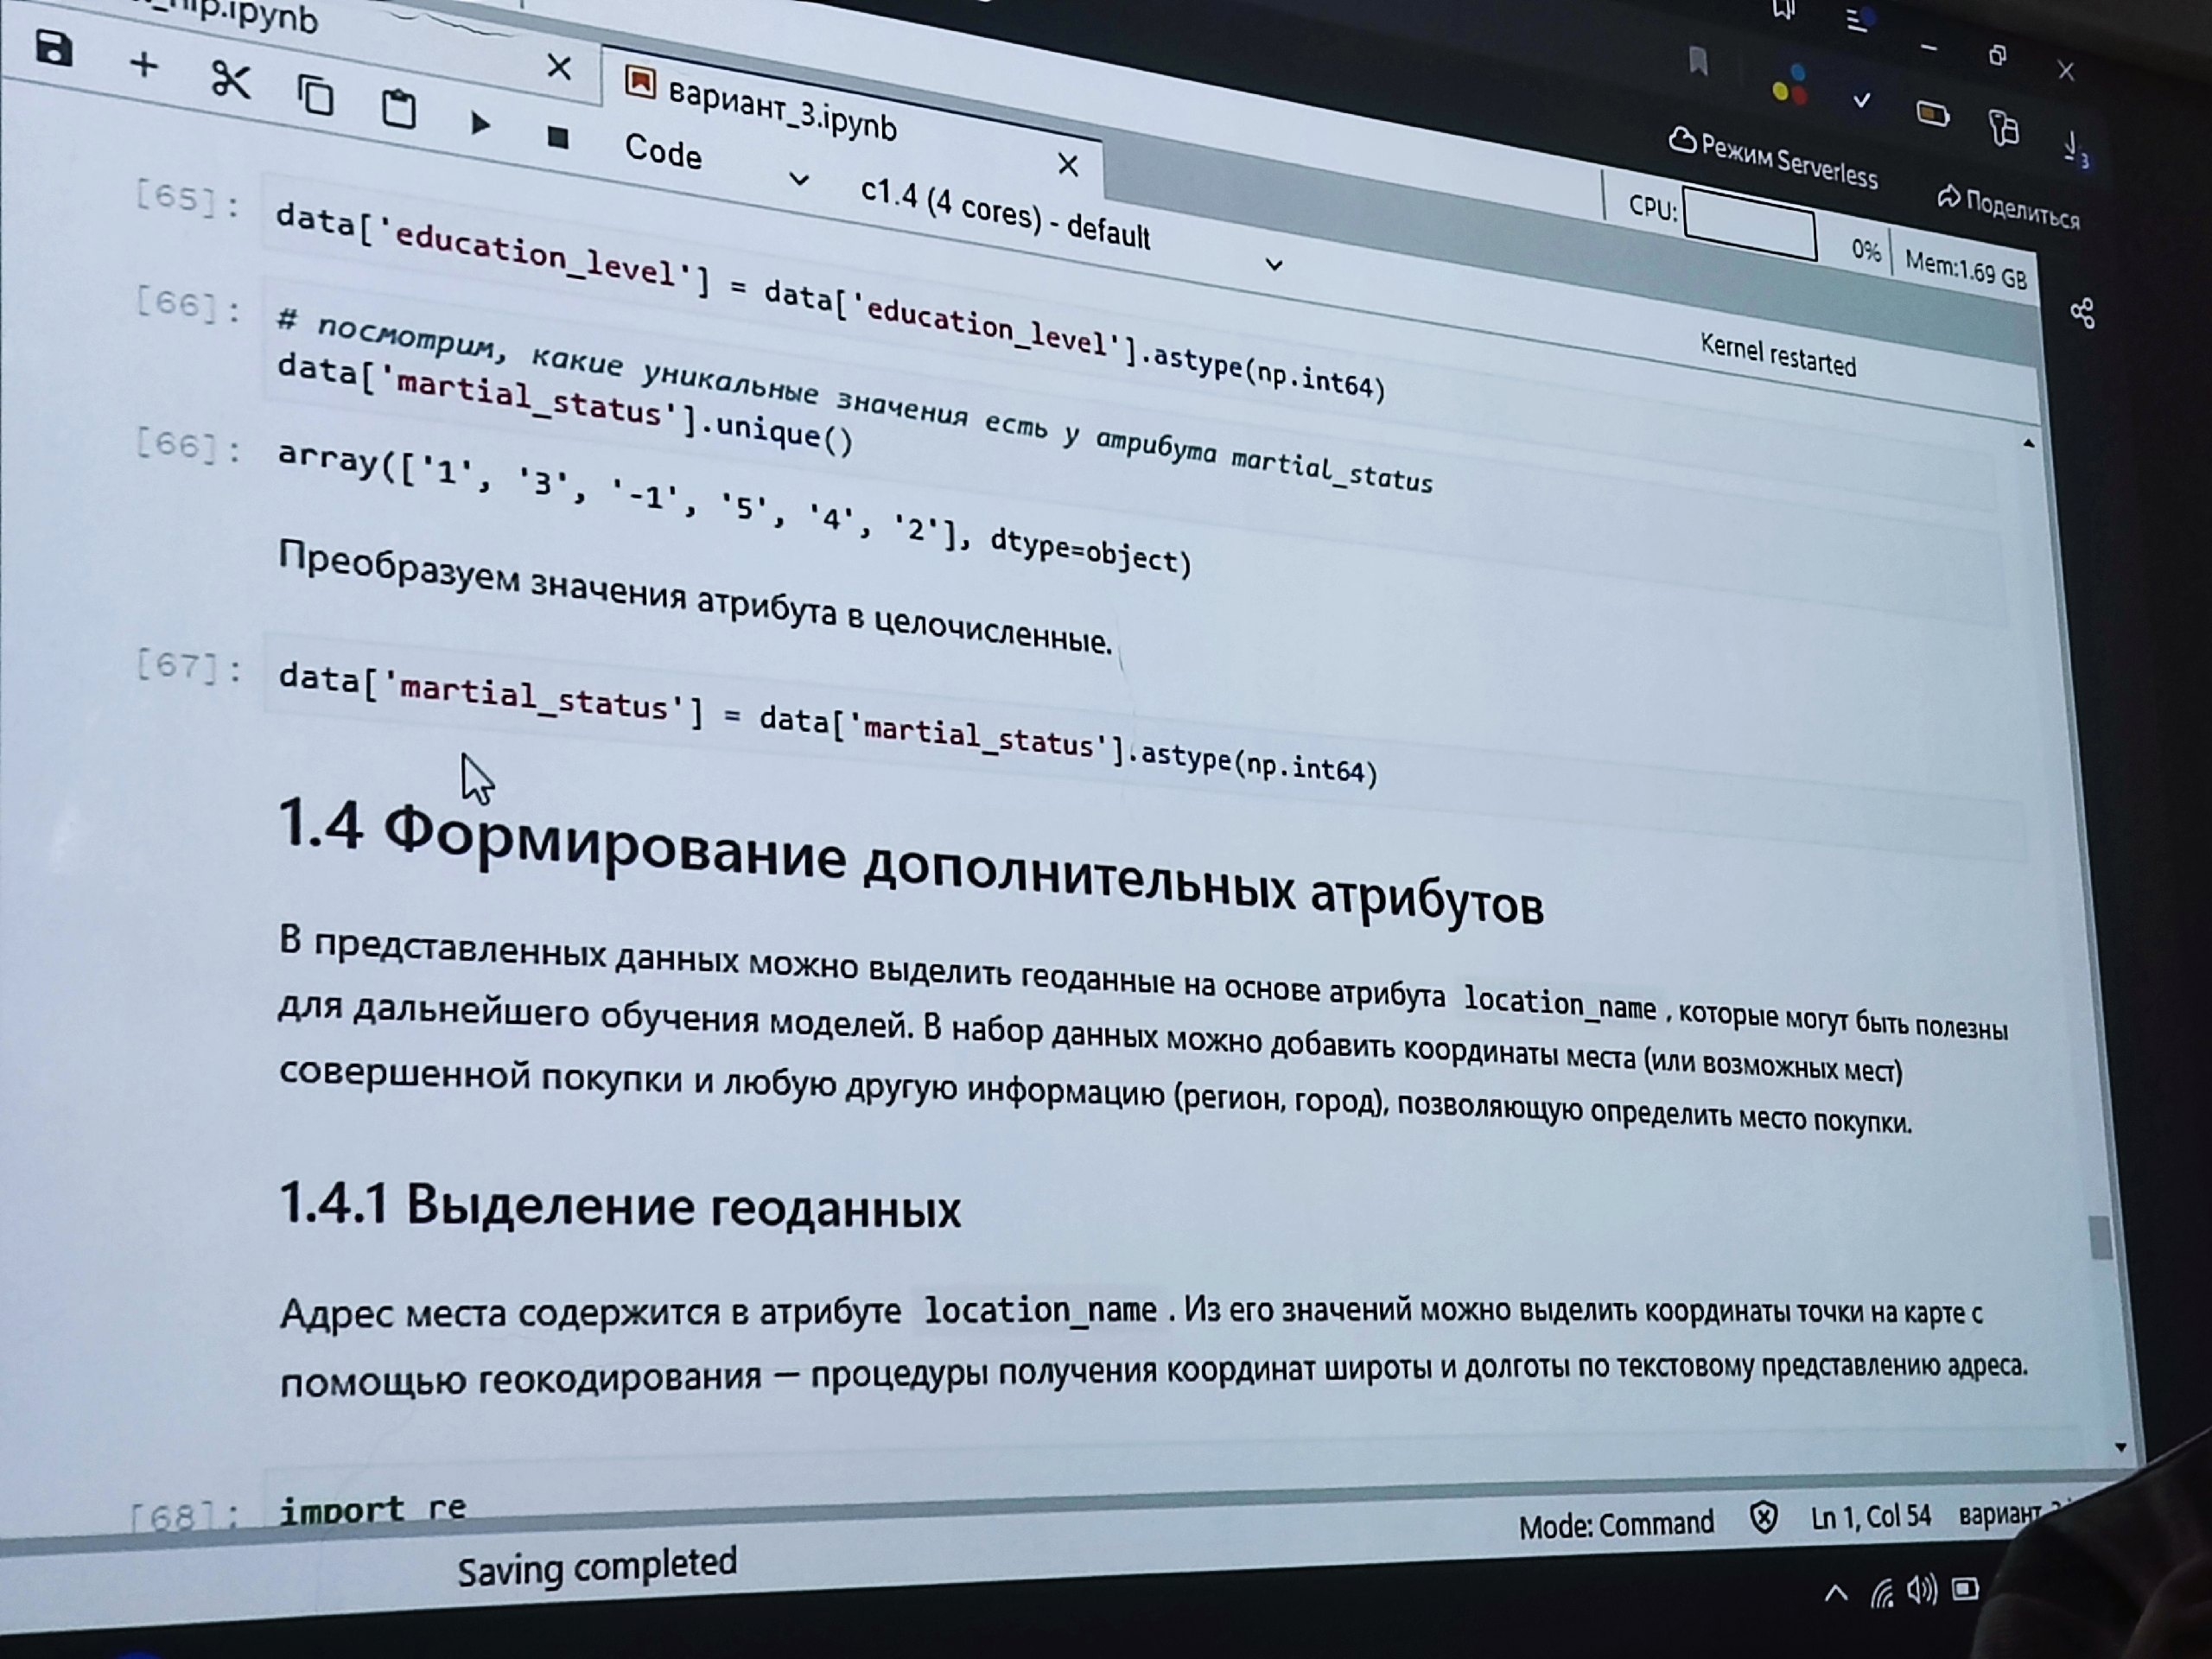 вариант_3.ipynb
Режим Serverless
Поделиться
Code
c1.4 (4 cores) - default
CPU:
0%
Mem:1.69 GB
Kernel restarted
[65]: data['education_level'] = data['education_level'].astype(np.int64)
[66]: # посмотрим, какие уникальные значения есть у атрибута martial_status
data['martial_status'].unique()
[66]: array(['1', '3', '-1', '5', '4', '2'], dtype=object)
Преобразуем значения атрибута в целочисленные.
[67]: data['martial_status'] = data['martial_status'].astype(np.int64)
1.4 Формирование дополнительных атрибутов
В представленных данных можно выделить геоданные на основе атрибута location_name , которые могут быть полезны
для дальнейшего обучения моделей. В набор данных можно добавить координаты места (или возможных мест)
совершенной покупки и любую другую информацию (регион, город), позволяющую определить место покупки.
1.4.1 Выделение геоданных
Адрес места содержится в атрибуте location_name . Из его значений можно выделить координаты точки на карте с
помощью геокодирования — процедуры получения координат широты и долготы по текстовому представлению адреса.
[68]: import re
Mode: Command
Ln 1, Col 54
Saving completed